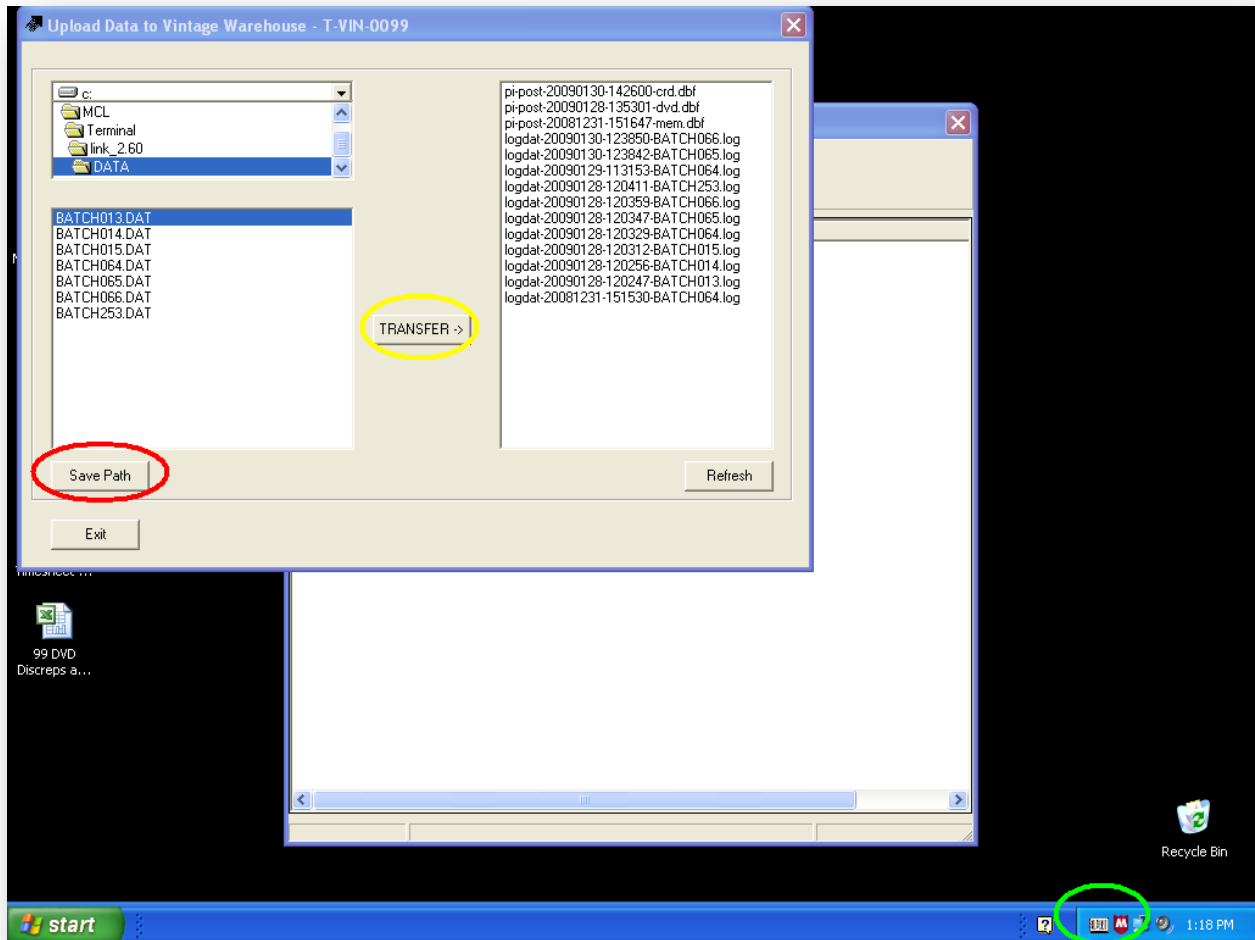 Upload Data to Vintage Warehouse - T-VIN-0099
c:
MCL
Terminal
link_2.60
DATA
BATCH013.DAT
BATCH014.DAT
BATCH015.DAT
BATCH064.DAT
BATCH065.DAT
BATCH066.DAT
BATCH253.DAT
TRANSFER ->
pi-post-20090130-142600-crd.dbf
pi-post-20090128-135301-dvd.dbf
pi-post-20081231-151647-mem.dbf
logdat-20090130-123850-BATCH066.log
logdat-20090130-123842-BATCH065.log
logdat-20090129-113153-BATCH064.log
logdat-20090128-120411-BATCH253.log
logdat-20090128-120359-BATCH066.log
logdat-20090128-120347-BATCH065.log
logdat-20090128-120329-BATCH064.log
logdat-20090128-120312-BATCH015.log
logdat-20090128-120256-BATCH014.log
logdat-20090128-120247-BATCH013.log
logdat-20081231-151530-BATCH064.log
Save Path
Refresh
Exit
99 DVD
Discreps a...
Recycle Bin
start
1:18 PM